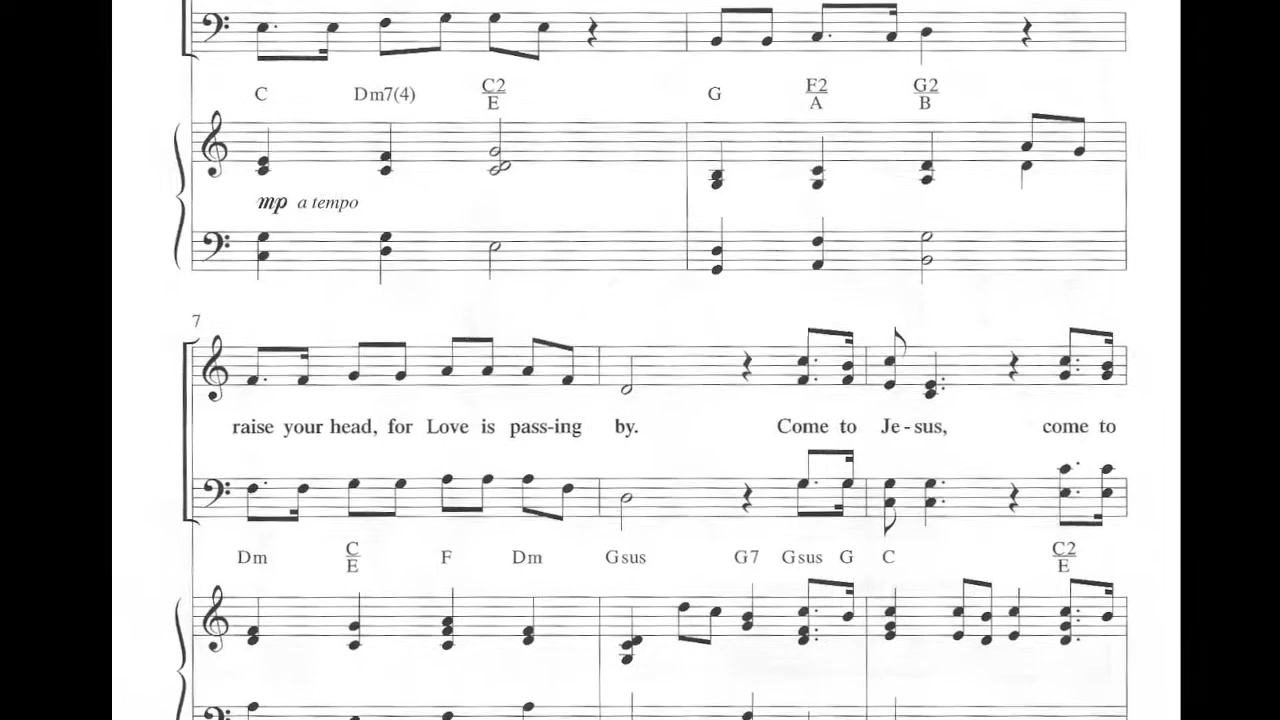 C Dm7(4) C2/E G F2/A G2/B
mp a tempo
7
raise your head, for Love is pass-ing by. Come to Je-sus, come to
Dm C/E F Dm Gsus G7 Gsus G C C2/E